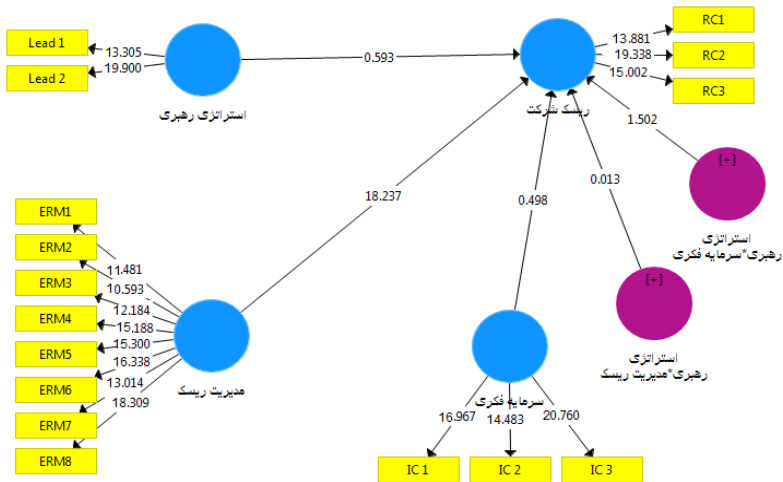 Lead 1
Lead 2
13.305
19.900
استراتژی رهبری
0.593
ریسک شرکت
13.881
19.338
15.002
RC1
RC2
RC3
1.502
[+]
استراتژی
رهبری*سرمایه فکری
0.013
[+]
استراتژی
رهبری*مدیریت ریسک
0.498
18.237
ERM1
ERM2
ERM3
ERM4
ERM5
ERM6
ERM7
ERM8
11.481
10.593
12.184
15.188
15.300
16.338
13.014
18.309
مدیریت ریسک
سرمایه فکری
16.967
14.483
20.760
IC 1
IC 2
IC 3